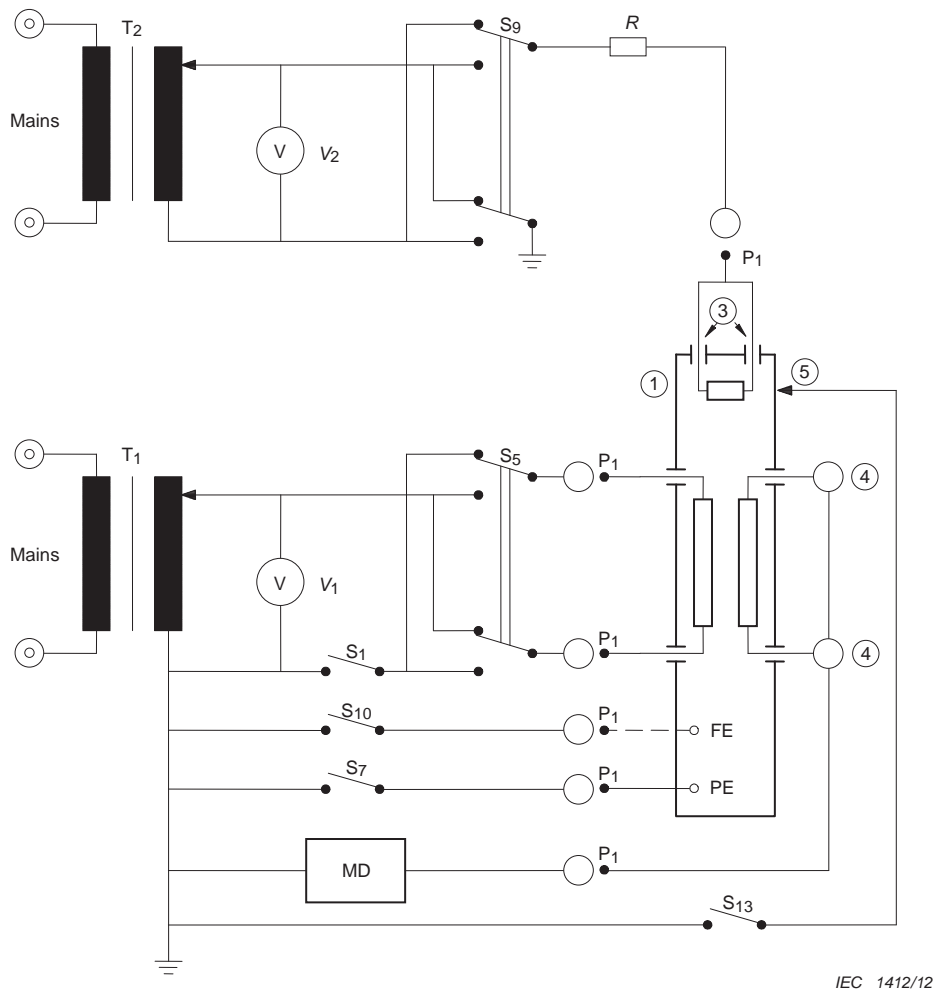 T2
S9
R
Mains
V
V2
P1
3
1
5
T1
S5
P1
4
Mains
V
V1
S1
P1
4
S10
P1
FE
S7
P1
PE
MD
P1
S13
IEC 1412/12